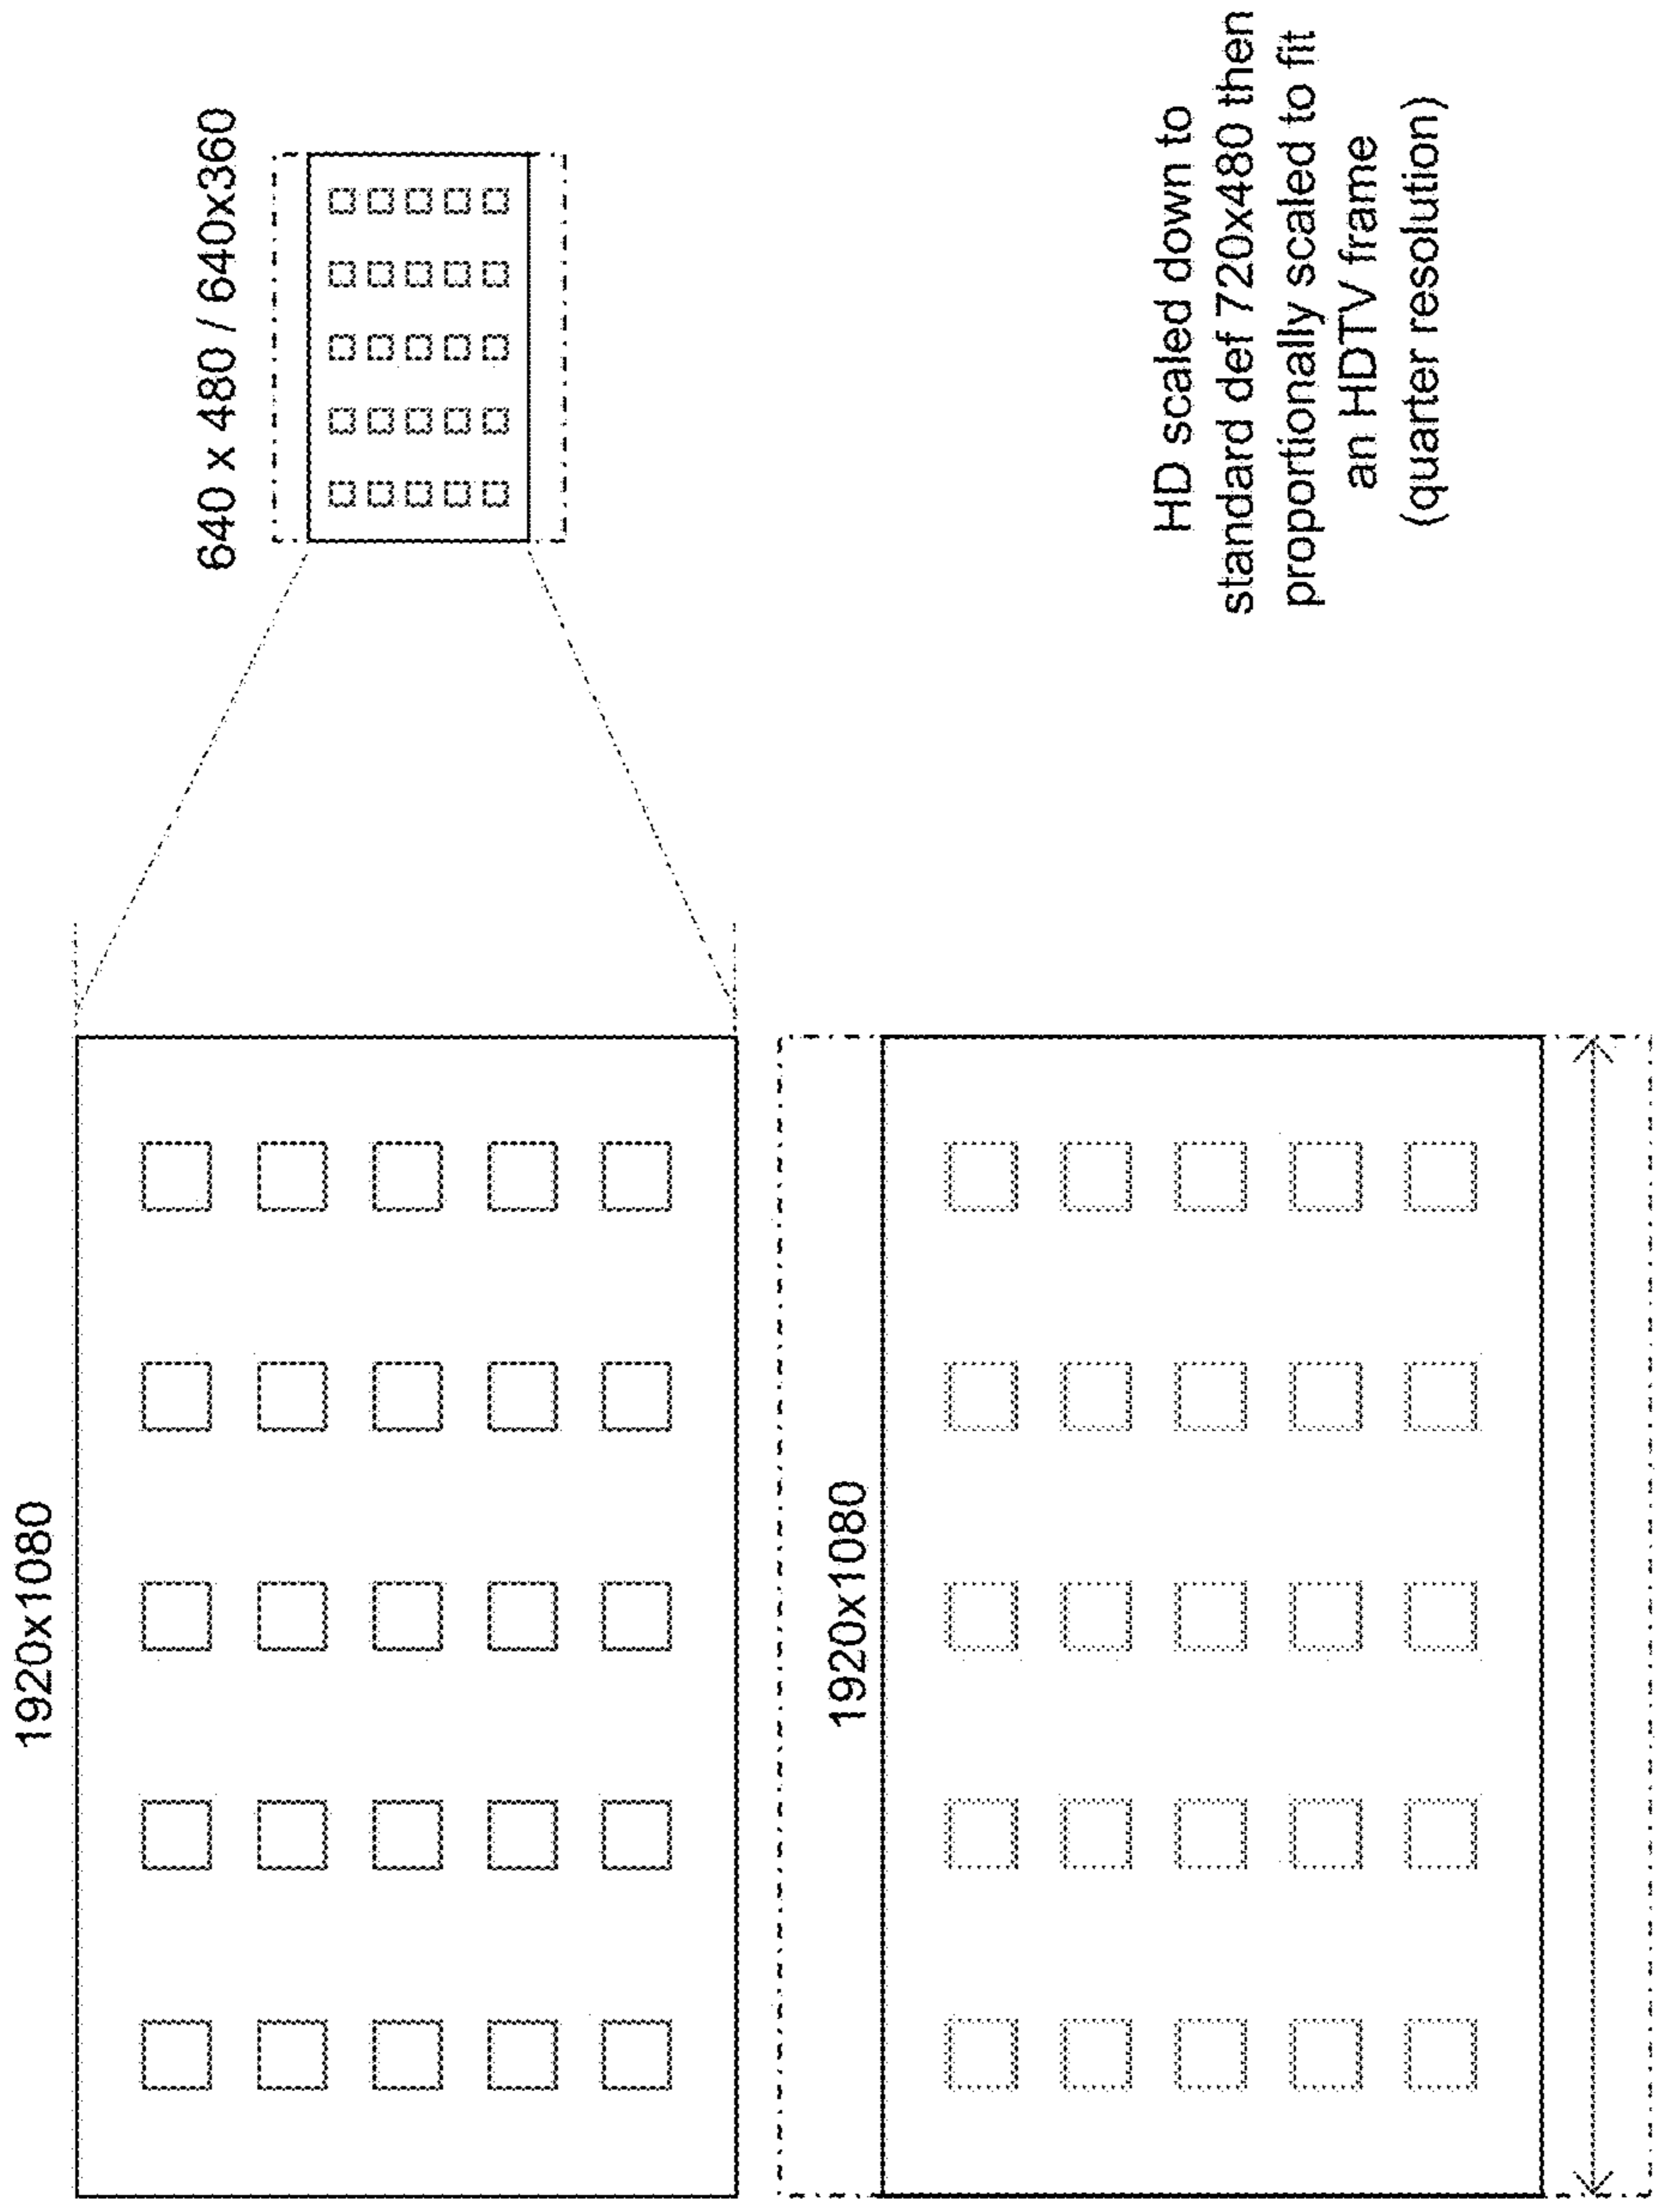 1920x1080
640 x 480 / 640x360
1920x1080
HD scaled down to
standard def 720x480 then
proportionally scaled to fit
an HDTV frame
(quarter resolution)